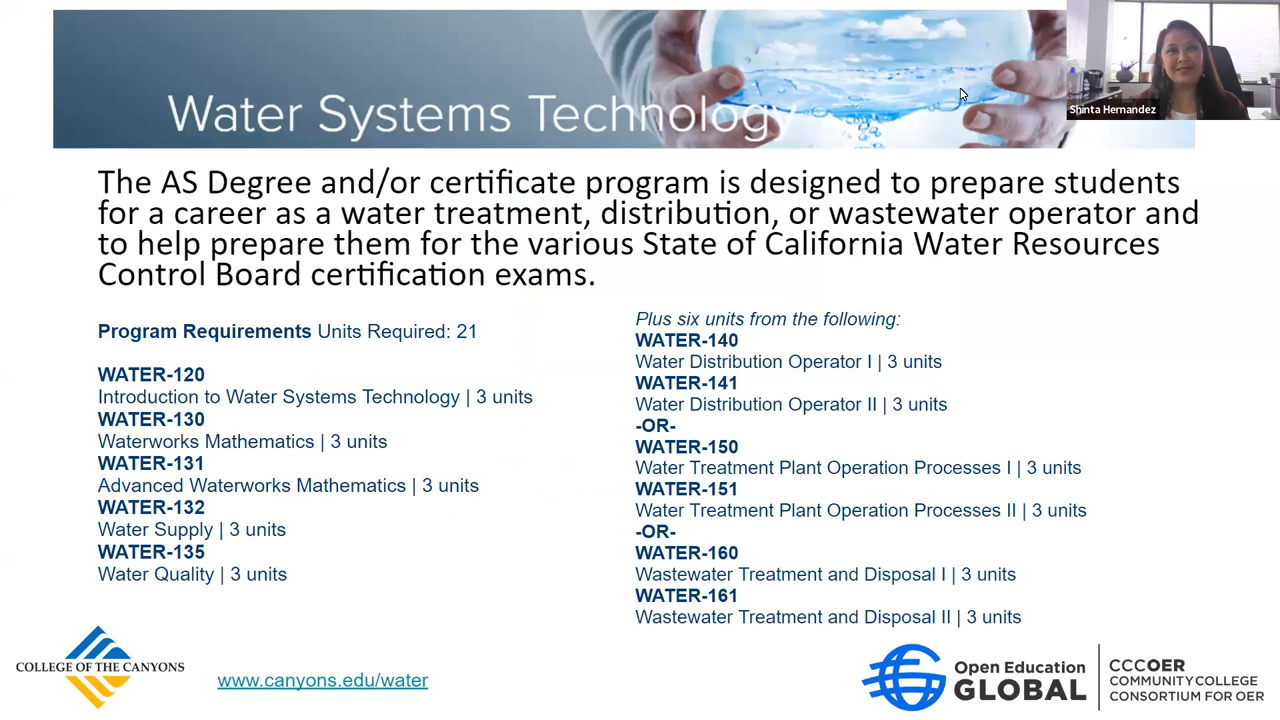 Water Systems Technology
Shinta Hernandez
The AS Degree and/or certificate program is designed to prepare students
for a career as a water treatment, distribution, or wastewater operator and
to help prepare them for the various State of California Water Resources
Control Board certification exams.
Program Requirements Units Required: 21
WATER-120
Introduction to Water Systems Technology | 3 units
WATER-130
Waterworks Mathematics | 3 units
WATER-131
Advanced Waterworks Mathematics | 3 units
WATER-132
Water Supply | 3 units
WATER-135
Water Quality | 3 units
Plus six units from the following:
WATER-140
Water Distribution Operator I | 3 units
WATER-141
Water Distribution Operator II | 3 units
-OR-
WATER-150
Water Treatment Plant Operation Processes I | 3 units
WATER-151
Water Treatment Plant Operation Processes II | 3 units
-OR-
WATER-160
Wastewater Treatment and Disposal I | 3 units
WATER-161
Wastewater Treatment and Disposal II | 3 units
COLLEGE OF THE CANYONS
www.canyons.edu/water
Open Education
GLOBAL
CCCOER
COMMUNITY COLLEGE
CONSORTIUM FOR OER